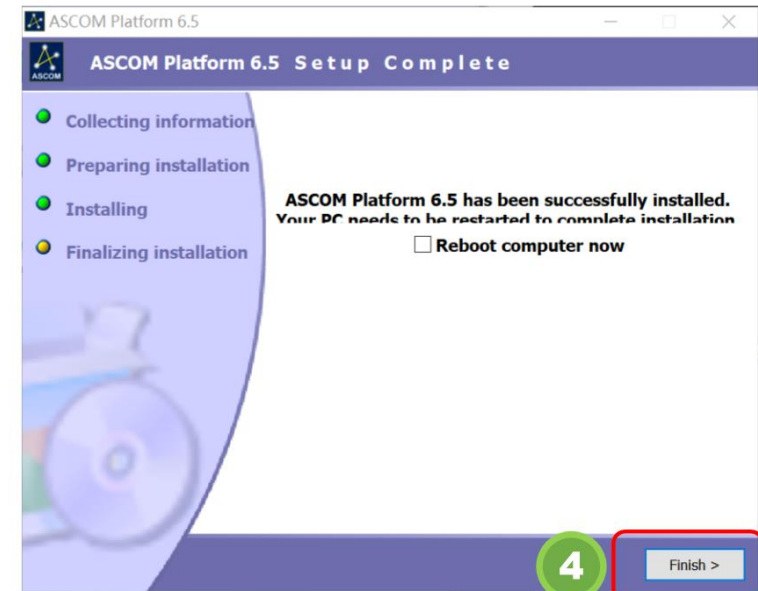 ASCOM Platform 6.5
ASCOM
ASCOM Platform 6.5 Setup Complete
Collecting information
Preparing installation
Installing
Finalizing installation
ASCOM Platform 6.5 has been successfully installed.
Your PC needs to be restarted to complete installation
Reboot computer now
4
Finish >